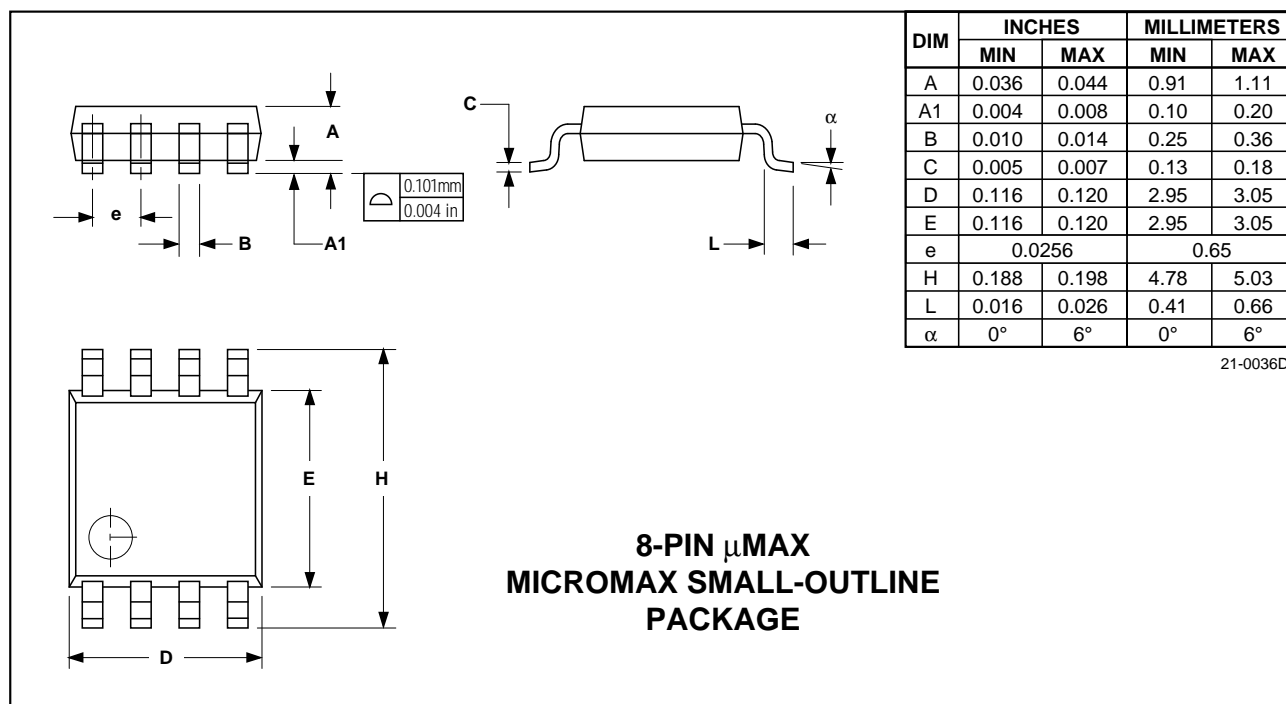 DIM INCHES MILLIMETERS
MIN MAX MIN MAX
A 0.036 0.044 0.91 1.11
A1 0.004 0.008 0.10 0.20
B 0.010 0.014 0.25 0.36
C 0.005 0.007 0.13 0.18
D 0.116 0.120 2.95 3.05
E 0.116 0.120 2.95 3.05
e 0.0256 0.65
H 0.188 0.198 4.78 5.03
L 0.016 0.026 0.41 0.66
α 0° 6° 0° 6°
21-0036D
A
e
B
A1
0.101mm
0.004 in
C
α
L
E
H
D
8-PIN µMAX
MICROMAX SMALL-OUTLINE
PACKAGE